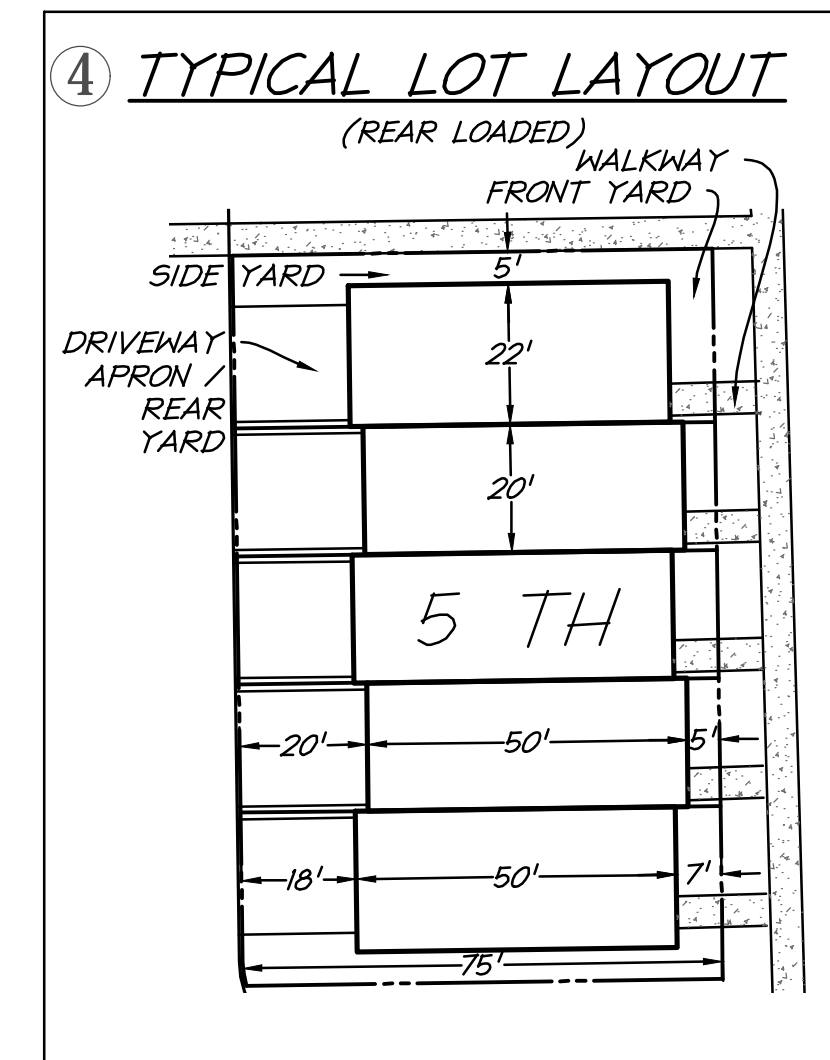 4 TYPICAL LOT LAYOUT
(REAR LOADED)
WALKWAY
FRONT YARD
SIDE YARD
5'
DRIVEWAY
APRON /
REAR
YARD
22'
20'
5 TH
20' 50' 5'
18' 50' 7'
75'